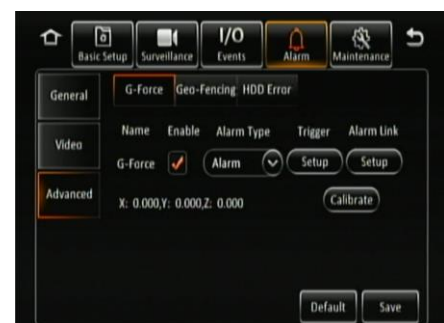 Basic Setup Surveillance I/O Events Alarm Maintenance
General G-Force Geo-Fencing HDD Error
Name Enable Alarm Type Trigger Alarm Link
Video
G-Force Alarm Setup Setup
Advanced X: 0.000,Y: 0.000,Z: 0.000 Calibrate
Default Save